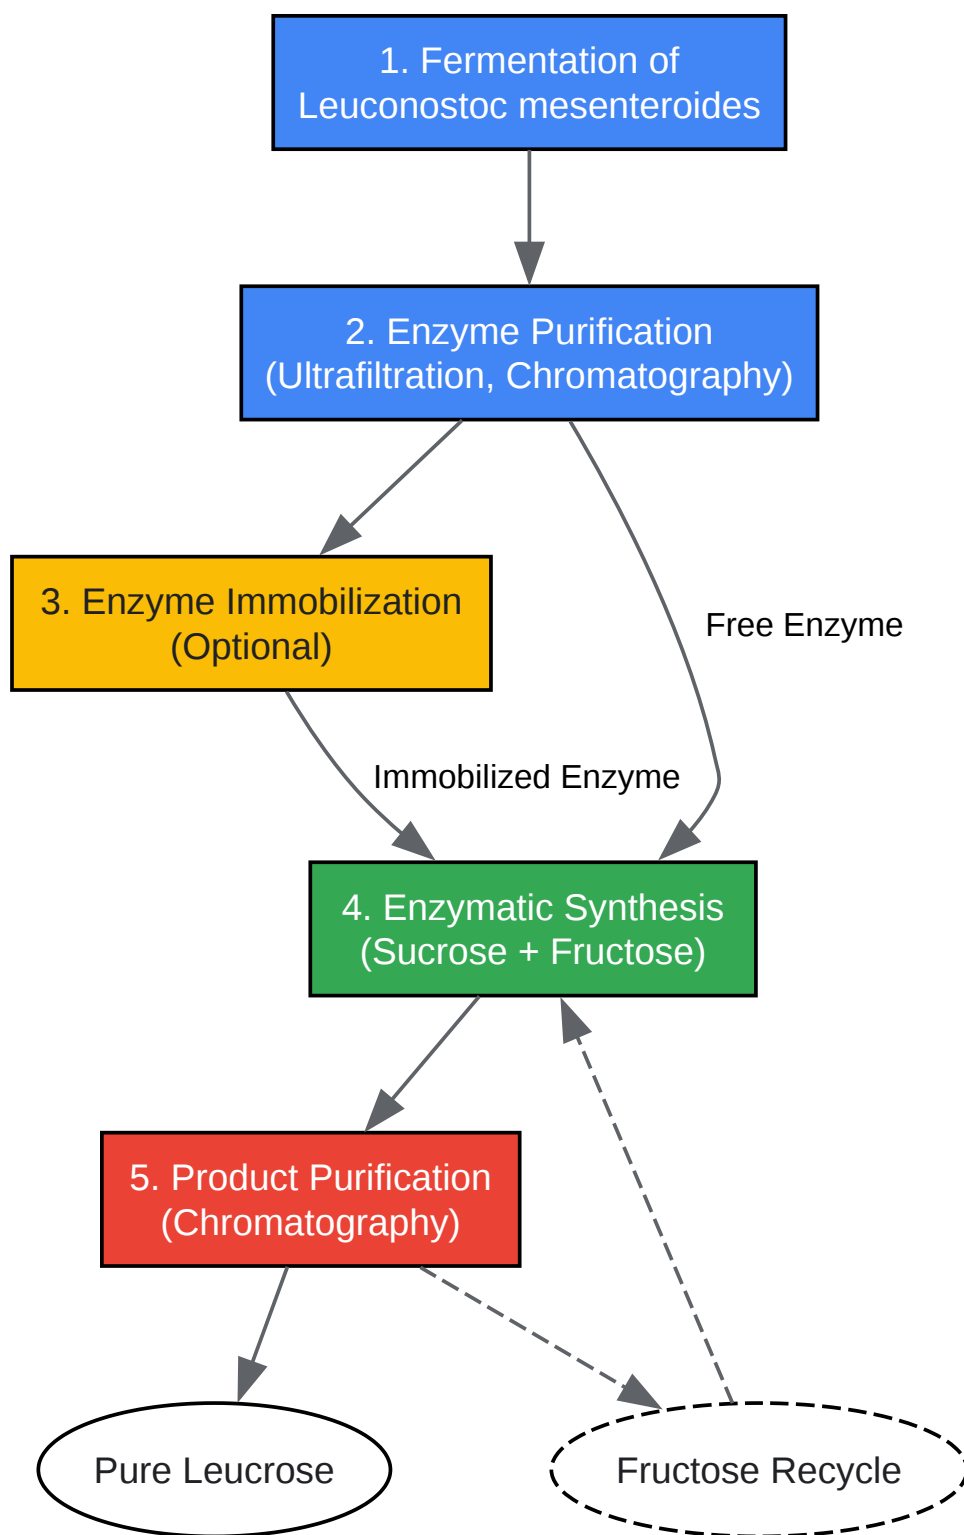 1. Fermentation of
Leuconostoc mesenteroides
2. Enzyme Purification
(Ultrafiltration, Chromatography)
3. Enzyme Immobilization
(Optional)
Free Enzyme
Immobilized Enzyme
4. Enzymatic Synthesis
(Sucrose + Fructose)
5. Product Purification
(Chromatography)
Pure Leucrose
Fructose Recycle